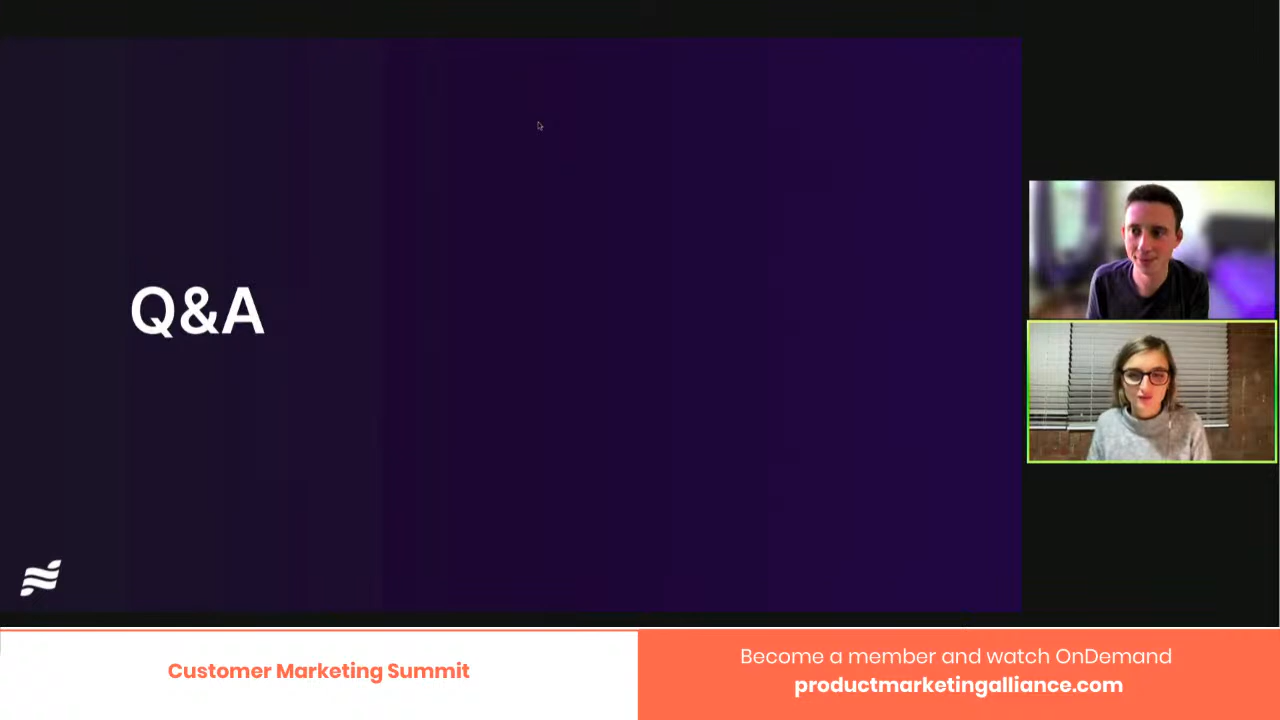 Q&A
Customer Marketing Summit
Become a member and watch OnDemand
productmarketingalliance.com